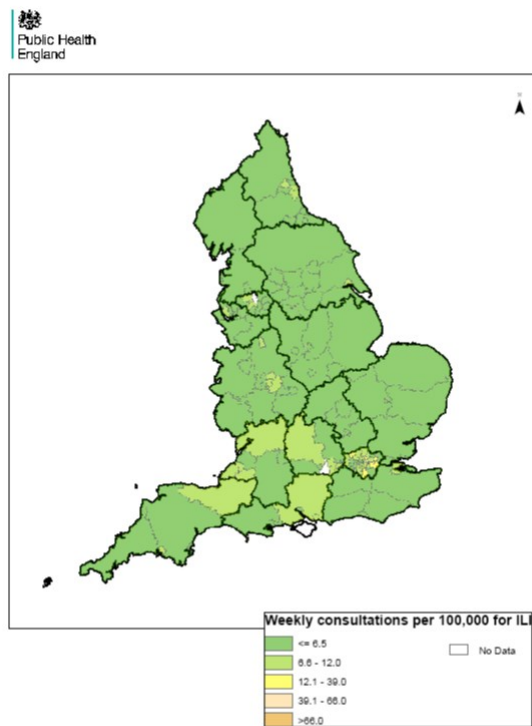 Public Health
England
Weekly consultations per 100,000 for ILI
<= 6.5
6.6 - 12.0
12.1 - 39.0
39.1 - 66.0
>66.0
No Data